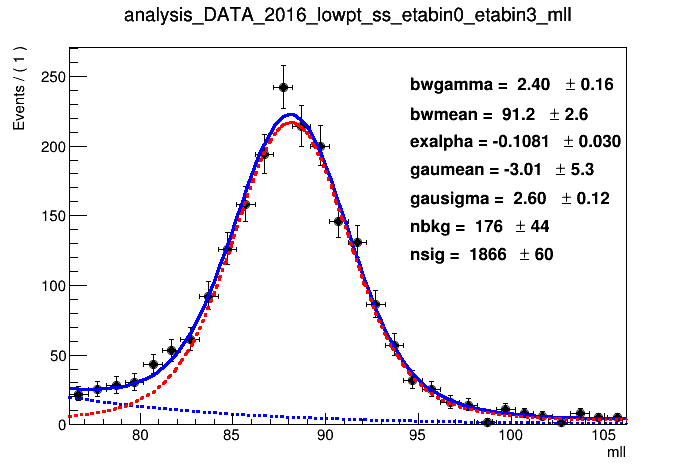 analysis_DATA_2016_lowpt_ss_etabin0_etabin3_mll
Events / ( 1 )
250
200
150
100
50
0
bwgamma = 2.40 ± 0.16
bwmean = 91.2 ± 2.6
exalpha = -0.1081 ± 0.030
gaumean = -3.01 ± 5.3
gausigma = 2.60 ± 0.12
nbkg = 176 ± 44
nsig = 1866 ± 60
80 85 90 95 100 105
mll